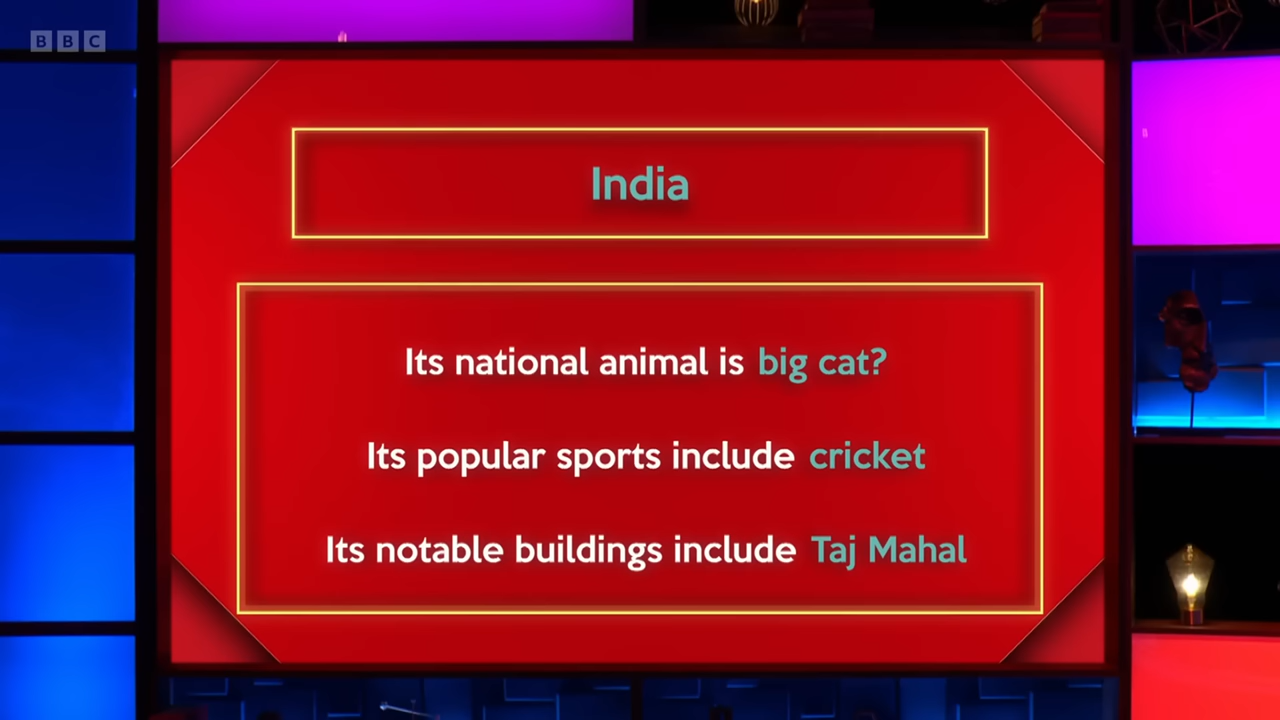 BBC
India
Its national animal is big cat?
Its popular sports include cricket
Its notable buildings include Taj Mahal